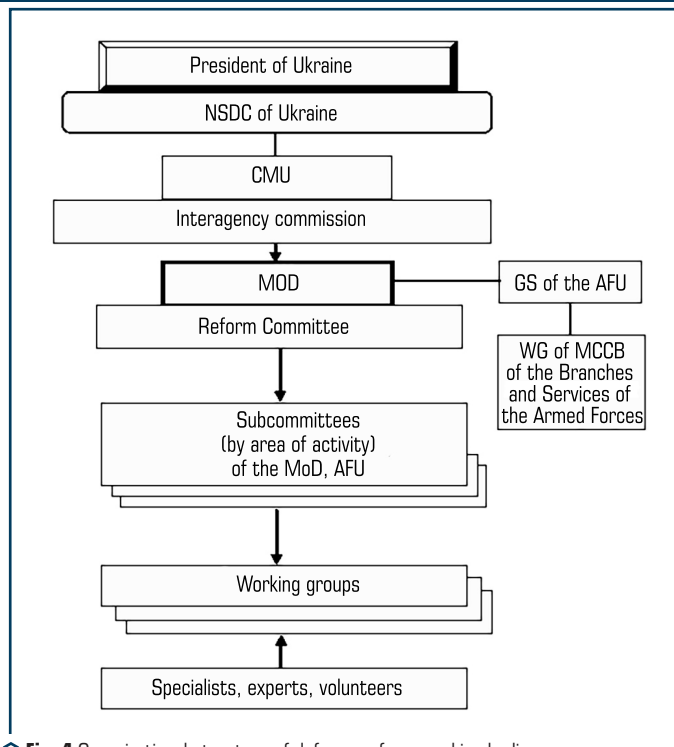 President of Ukraine
NSDC of Ukraine
CMU
Interagency commission
MOD
GS of the AFU
Reform Committee
WG of MCCB
of the Branches
and Services of
the Armed Forces
Subcommittees
(by area of activity)
of the MoD, AFU
Working groups
Specialists, experts, volunteers